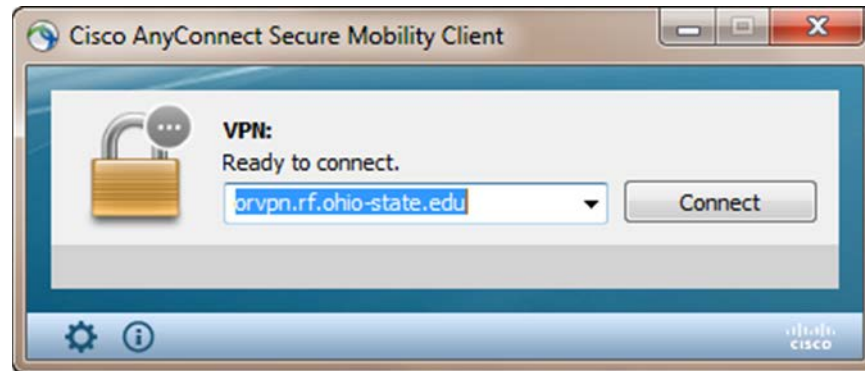 Cisco AnyConnect Secure Mobility Client
VPN:
Ready to connect.
orvpn.rf.ohio-state.edu
Connect
CISCO